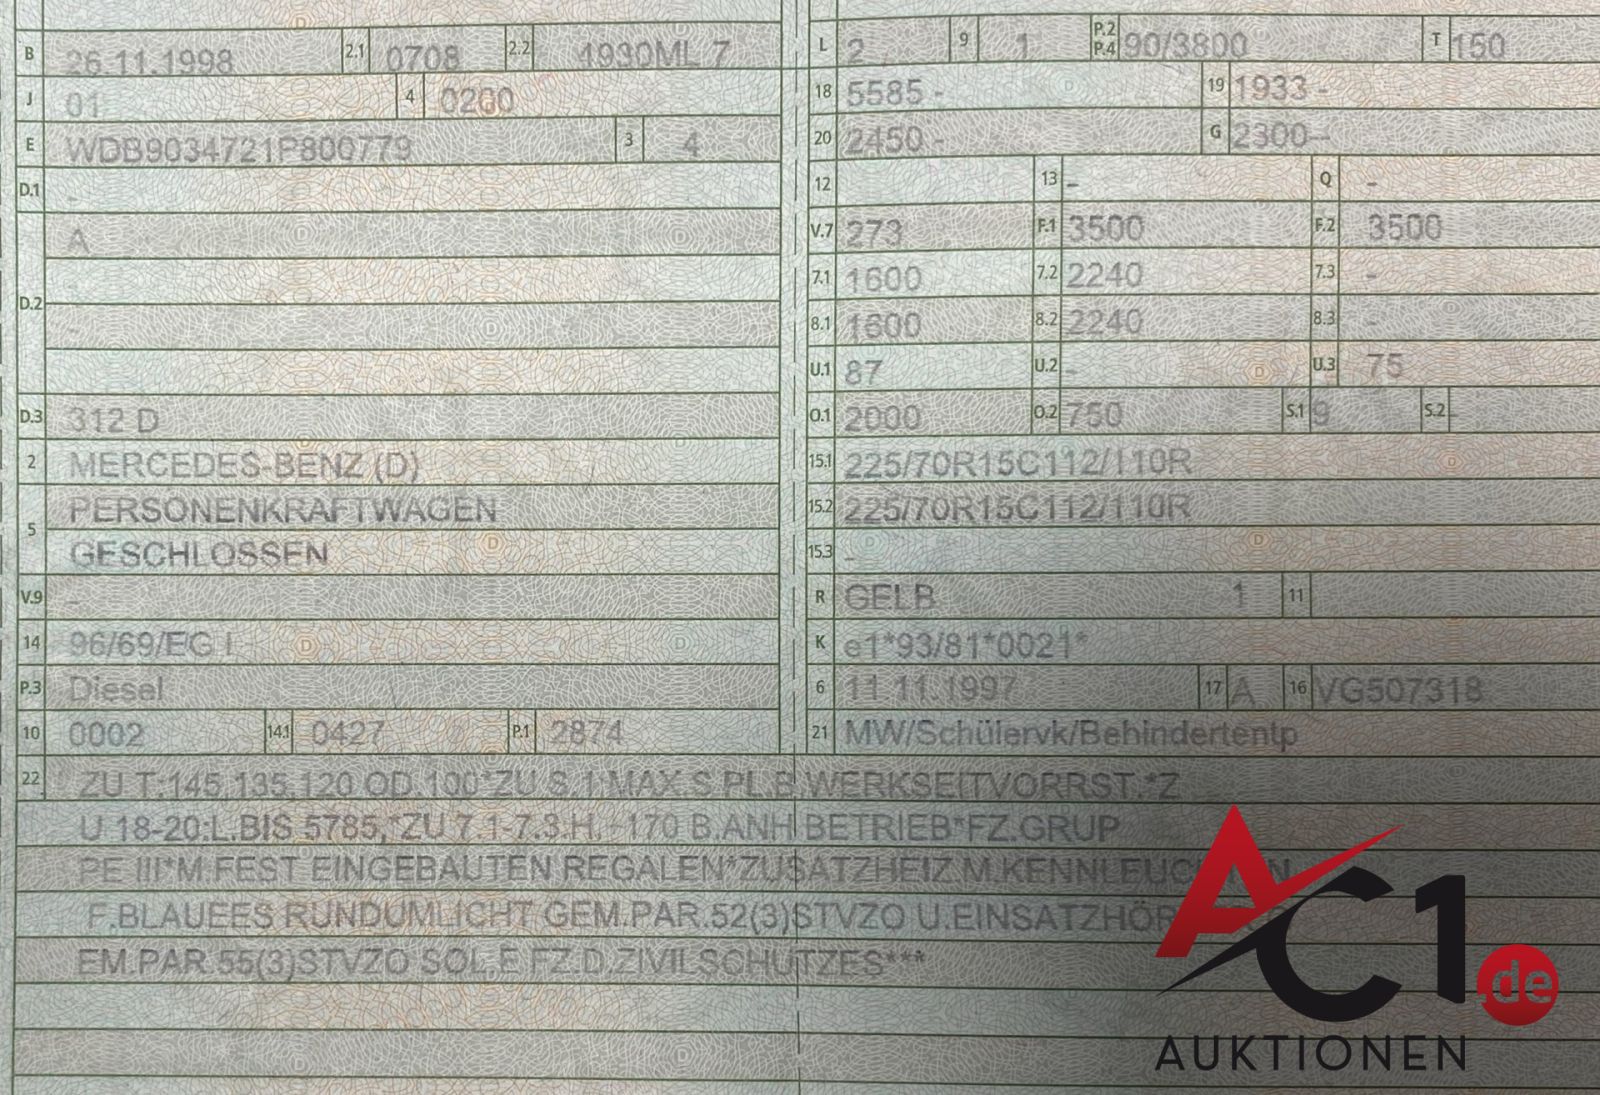 B 26.11.1998 2.1 0708 2.2 4930ML 7
J 01 4 0200
E WDB9034721P800779 3 4
D.1 -
A
D.2 -
-
D.3 312 D
2 MERCEDES-BENZ (D)
5 PERSONENKRAFTWAGEN
GESCHLOSSEN
V.9 -
14 96/69/EG I
P.3 Diesel
10 0002 14.1 0427 P.1 2874
L 2 9 1 P.2 P.4 90/3800 T 150
18 5585 - 19 1933 -
20 2450 - G 2300--
12 13 - Q -
V.7 273 F.1 3500 F.2 3500
7.1 1600 7.2 2240 7.3 -
8.1 1600 8.2 2240 8.3 -
U.1 87 U.2 - U.3 75
O.1 2000 O.2 750 S.1 9 S.2 -
15.1 225/70R15C112/110R
15.2 225/70R15C112/110R
15.3 -
R GELB 1 11
K e1*93/81*0021*
6 11.11.1997 17 A 16 VG507318
21 MW/Schülervk/Behindertentp
22 ZU T:145,135,120 OD.100*ZU S.1:MAX.S.PL.B.WERKSEITVORRST.*Z
U 18-20:L.BIS 5785,*ZU 7.1-7.3:H. +170 B.ANH.BETRIEB*FZ.GRUP
PE III*M.FEST EINGEBAUTEN REGALEN*ZUSATZHEIZ.M.KENNLEUC
F.BLAUEES RUNDUMLICHT GEM.PAR.52(3)STVZO U.EINSATZHÖR
EM.PAR.55(3)STVZO SOL.E FZ.D.ZIVILSCHUTZES***
AC1.de
AUKTIONEN